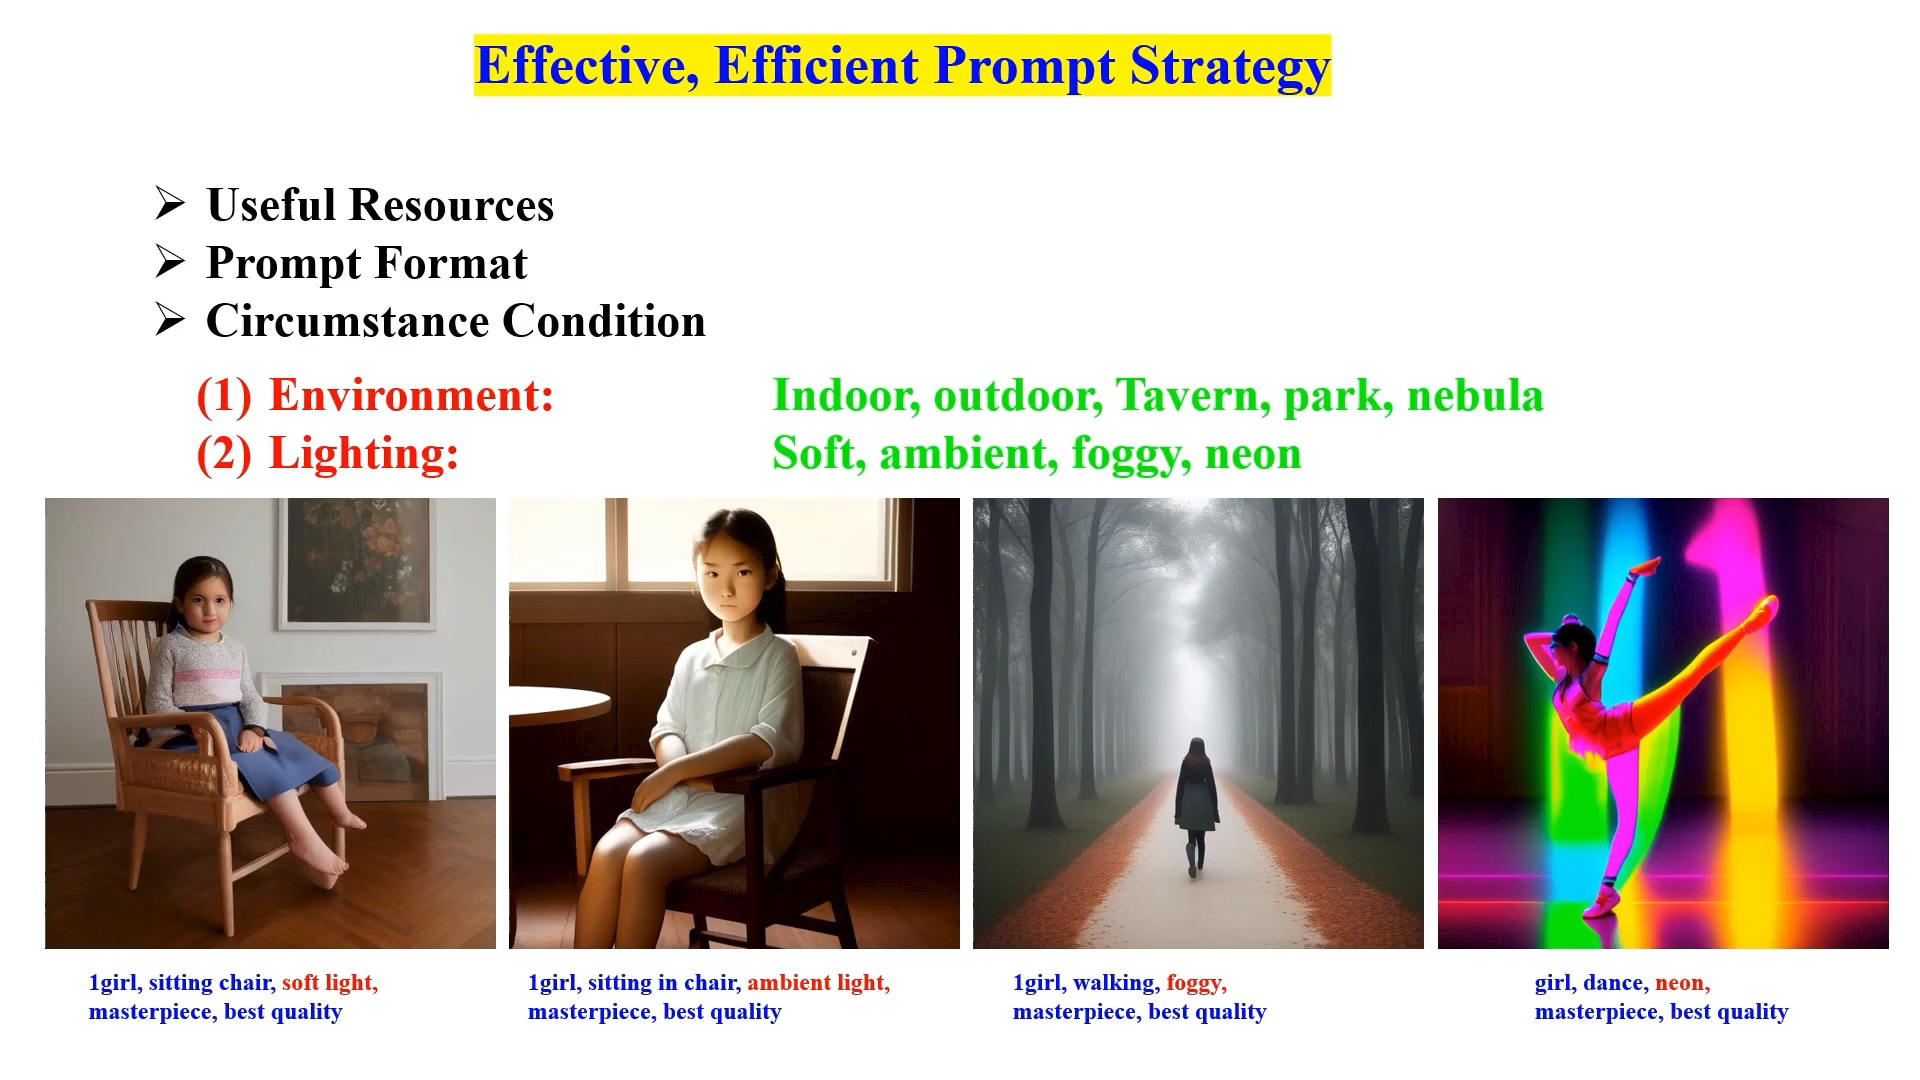 Effective, Efficient Prompt Strategy
Useful Resources
Prompt Format
Circumstance Condition
(1) Environment: Indoor, outdoor, Tavern, park, nebula
(2) Lighting: Soft, ambient, foggy, neon
1girl, sitting chair, soft light,
masterpiece, best quality
1girl, sitting in chair, ambient light,
masterpiece, best quality
1girl, walking, foggy,
masterpiece, best quality
girl, dance, neon,
masterpiece, best quality